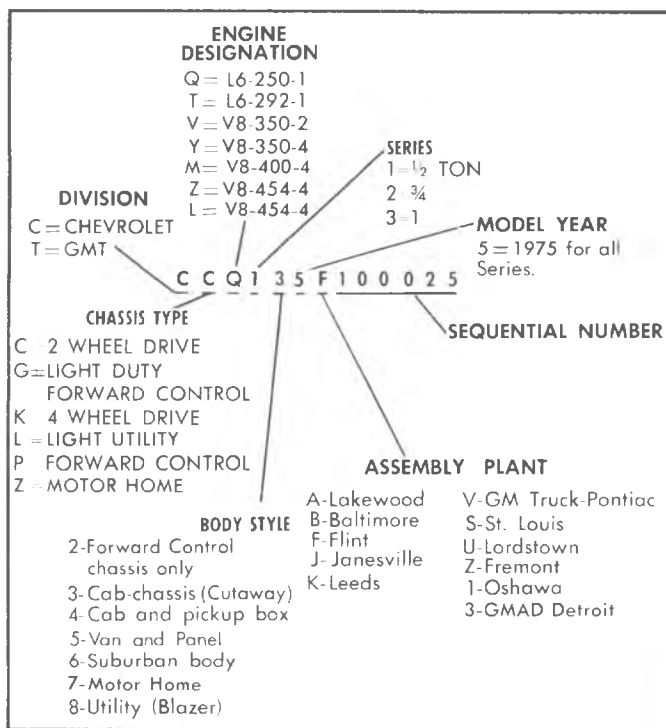 ENGINE
DESIGNATION
Q = L6-250-1
T = L6-292-1
V = V8-350-2
Y = V8-350-4
M = V8-400-4
Z = V8-454-4
L = V8-454-4
SERIES
1 = ½ TON
2 - ¾
3 = 1
DIVISION
C = CHEVROLET
T = GMT
MODEL YEAR
5 = 1975 for all
Series.
C C Q 1 3 5 F 1 0 0 0 2 5
SEQUENTIAL NUMBER
CHASSIS TYPE
C 2 WHEEL DRIVE
G=LIGHT DUTY
FORWARD CONTROL
K 4 WHEEL DRIVE
L = LIGHT UTILITY
P FORWARD CONTROL
Z = MOTOR HOME
BODY STYLE
2-Forward Control
chassis only
3-Cab-chassis (Cutaway)
4-Cab and pickup box
5-Van and Panel
6-Suburban body
7-Motor Home
8-Utility (Blazer)
ASSEMBLY PLANT
A-Lakewood
B-Baltimore
F-Flint
J-Janesville
K-Leeds
V-GM Truck-Pontiac
S-St. Louis
U-Lordstown
Z-Fremont
1-Oshawa
3-GMAD Detroit